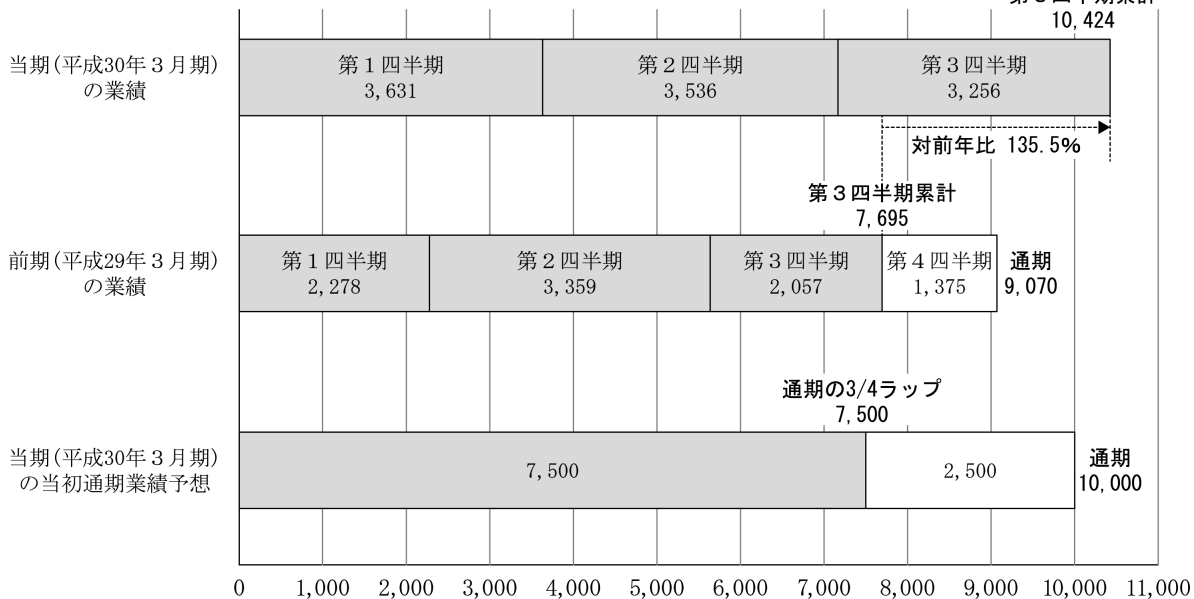 10,424
当期(平成30年３月期)
の業績
第１四半期
3,631
第２四半期
3,536
第３四半期
3,256
対前年比 135.5%
第３四半期累計
7,695
前期(平成29年３月期)
の業績
第１四半期
2,278
第２四半期
3,359
第３四半期
2,057
第４四半期
1,375
通期
9,070
通期の3/4ラップ
7,500
当期(平成30年３月期)
の当初通期業績予想
7,500
2,500
通期
10,000
0 1,000 2,000 3,000 4,000 5,000 6,000 7,000 8,000 9,000 10,000 11,000